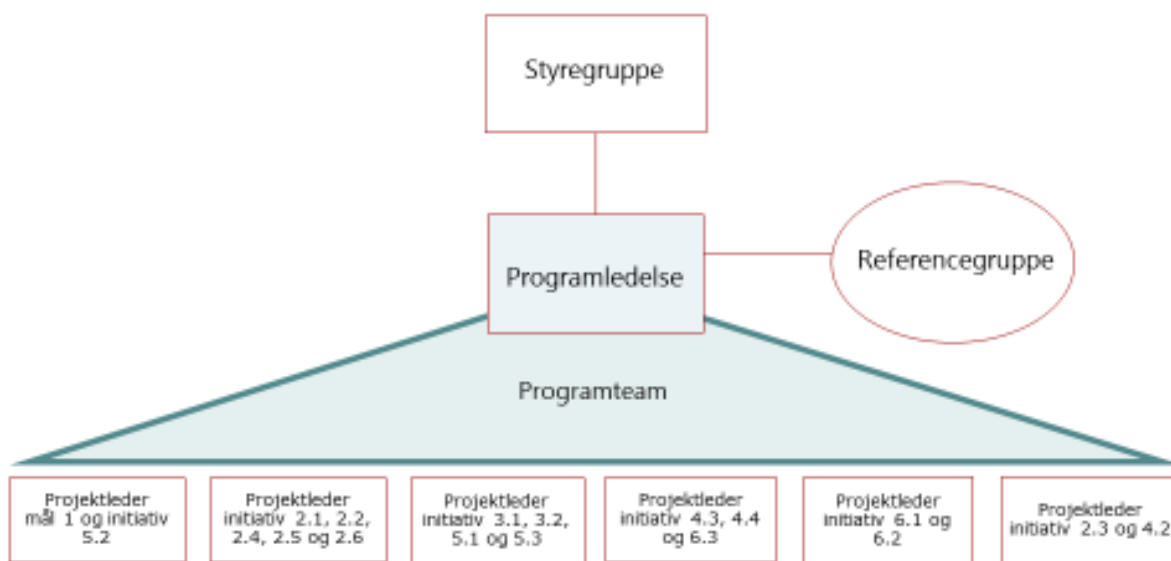 Styregruppe
Programledelse
Referencegruppe
Programteam
Projektleder
mål 1 og initiativ
5.2
Projektleder
initiativ 2.1, 2.2,
2.4, 2.5 og 2.6
Projektleder
initiativ 3.1, 3.2,
5.1 og 5.3
Projektleder
initiativ 4.3, 4.4
og 6.3
Projektleder
initiativ 6.1 og
6.2
Projektleder
initiativ 2.3 og 4.2